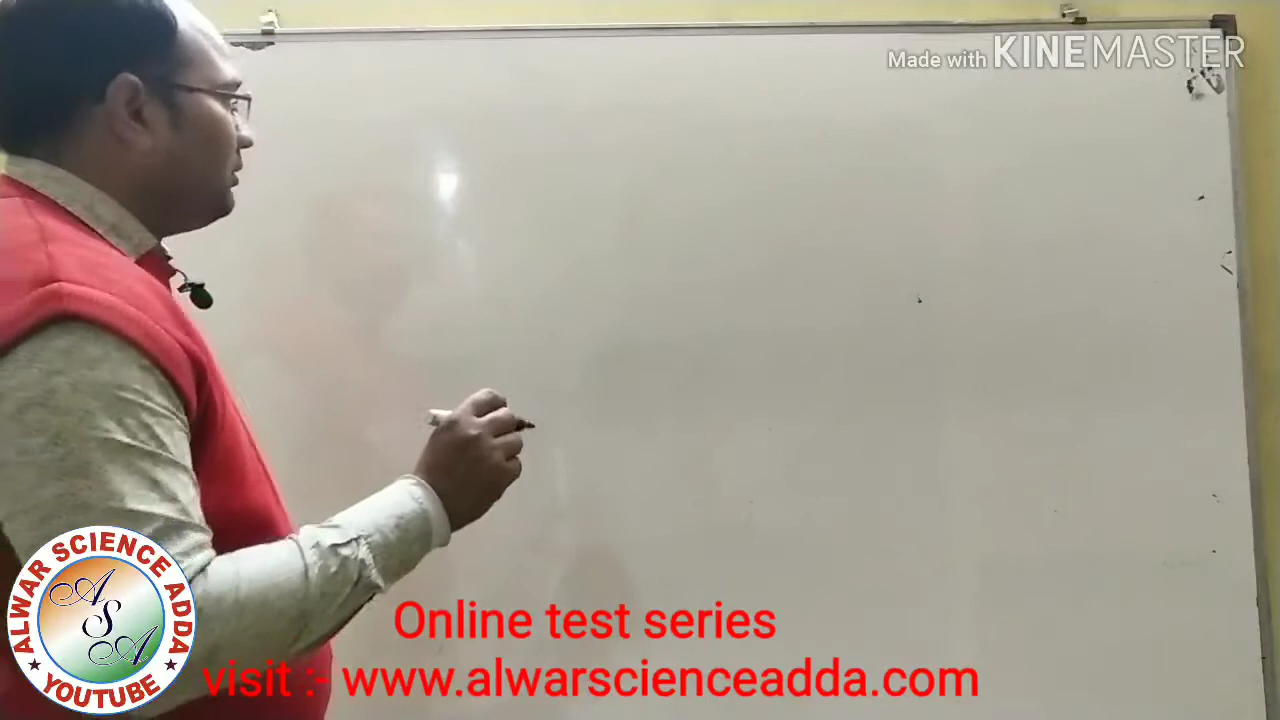 Made with KINEMASTER
ALWAR SCIENCE ADDA
ASA
YOUTUBE
Online test series
visit :- www.alwarscienceadda.com